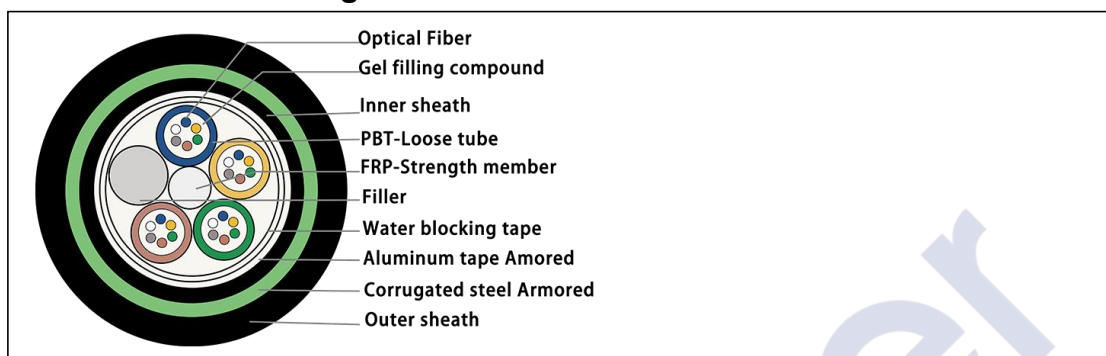 Optical Fiber
Gel filling compound
Inner sheath
PBT-Loose tube
FRP-Strength member
Filler
Water blocking tape
Aluminum tape Amored
Corrugated steel Armored
Outer sheath